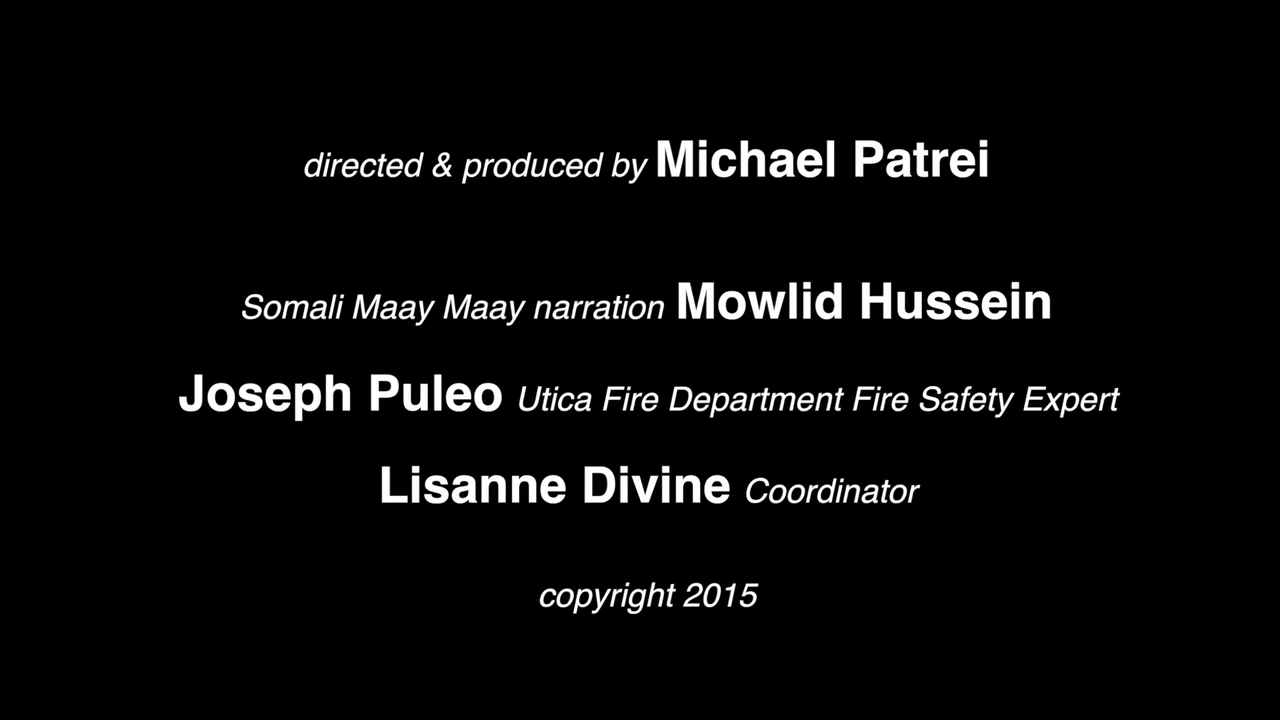 directed & produced by Michael Patrei
Somali Maay Maay narration Mowlid Hussein
Joseph Puleo Utica Fire Department Fire Safety Expert
Lisanne Divine Coordinator
copyright 2015